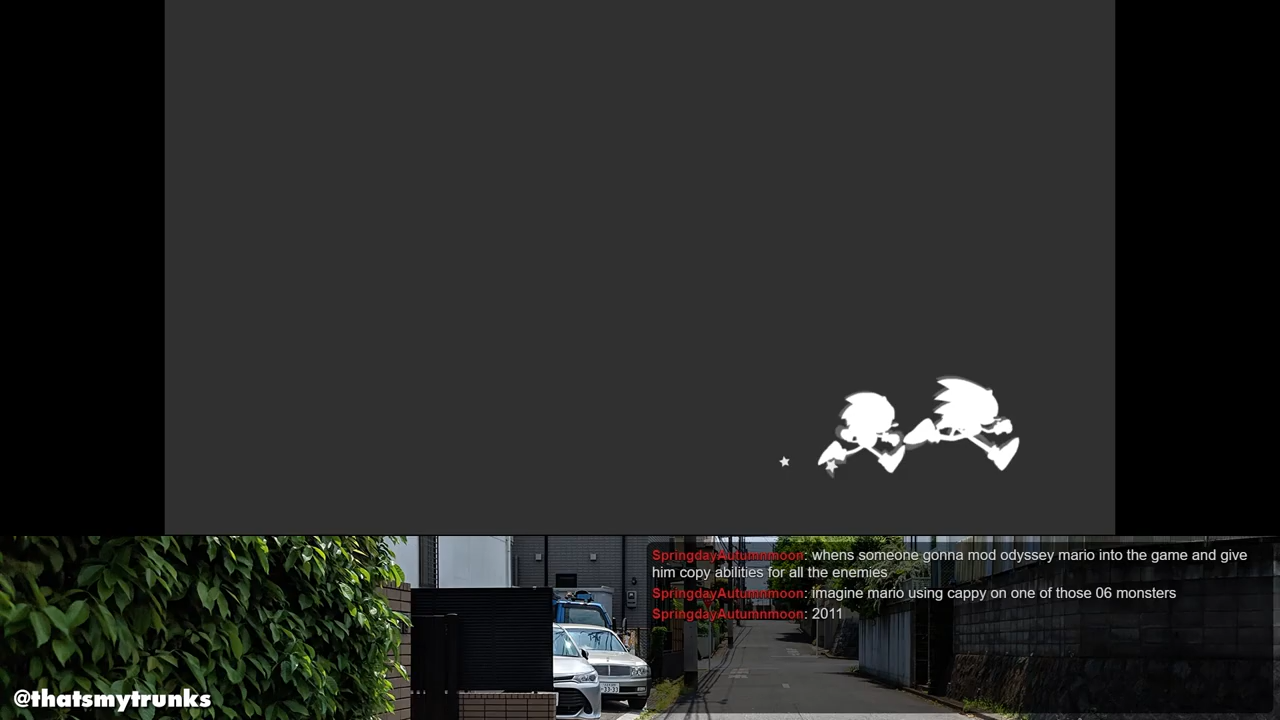 SpringdayAutumnmoon: whens someone gonna mod odyssey mario into the game and give
him copy abilities for all the enemies
SpringdayAutumnmoon: imagine mario using cappy on one of those 06 monsters
SpringdayAutumnmoon: 2011
@thatsmytrunks